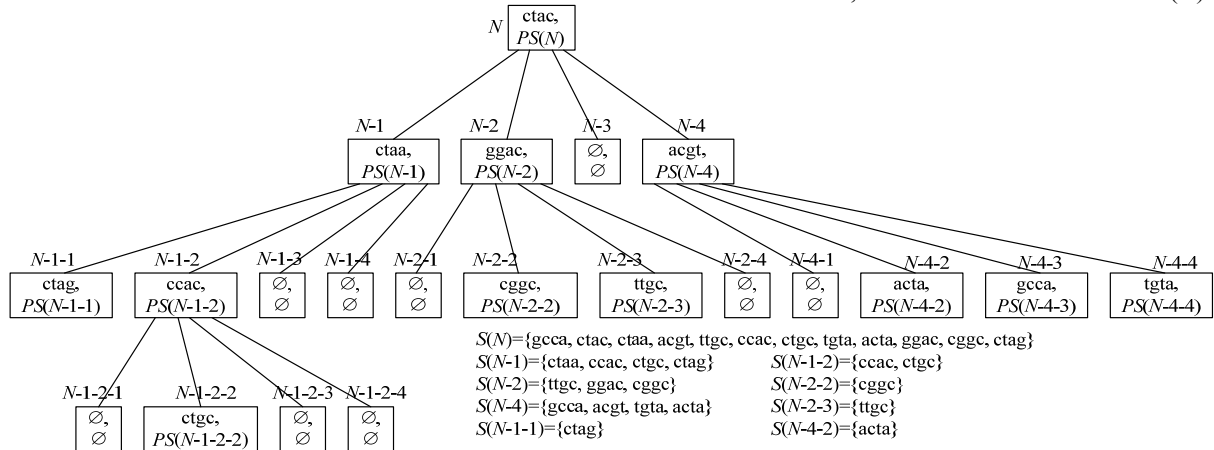 ctac,
N
PS(N)
N-1
N-2
N-3
N-4
ctaa,
PS(N-1)
ggac,
PS(N-2)
∅,
∅
acgt,
PS(N-4)
N-1-1
N-1-2
N-1-3
N-1-4
N-2-1
N-2-2
N-2-3
N-2-4
N-4-1
N-4-2
N-4-3
N-4-4
ctag,
PS(N-1-1)
ccac,
PS(N-1-2)
∅,
∅
∅,
∅
∅,
∅
cggc,
PS(N-2-2)
ttgc,
PS(N-2-3)
∅,
∅
∅,
∅
acta,
PS(N-4-2)
gcca,
PS(N-4-3)
tgta,
PS(N-4-4)
S(N)={gcca, ctac, ctaa, acgt, ttgc, ccac, ctgc, tgta, acta, ggac, cggc, ctag}
S(N-1)={ctaa, ccac, ctgc, ctag}
S(N-1-2)={ccac, ctgc}
S(N-2)={ttgc, ggac, cggc}
S(N-2-2)={cggc}
S(N-4)={gcca, acgt, tgta, acta}
S(N-2-3)={ttgc}
S(N-1-1)={ctag}
S(N-4-2)={acta}
N-1-2-1
N-1-2-2
N-1-2-3
N-1-2-4
∅,
∅
ctgc,
PS(N-1-2-2)
∅,
∅
∅,
∅